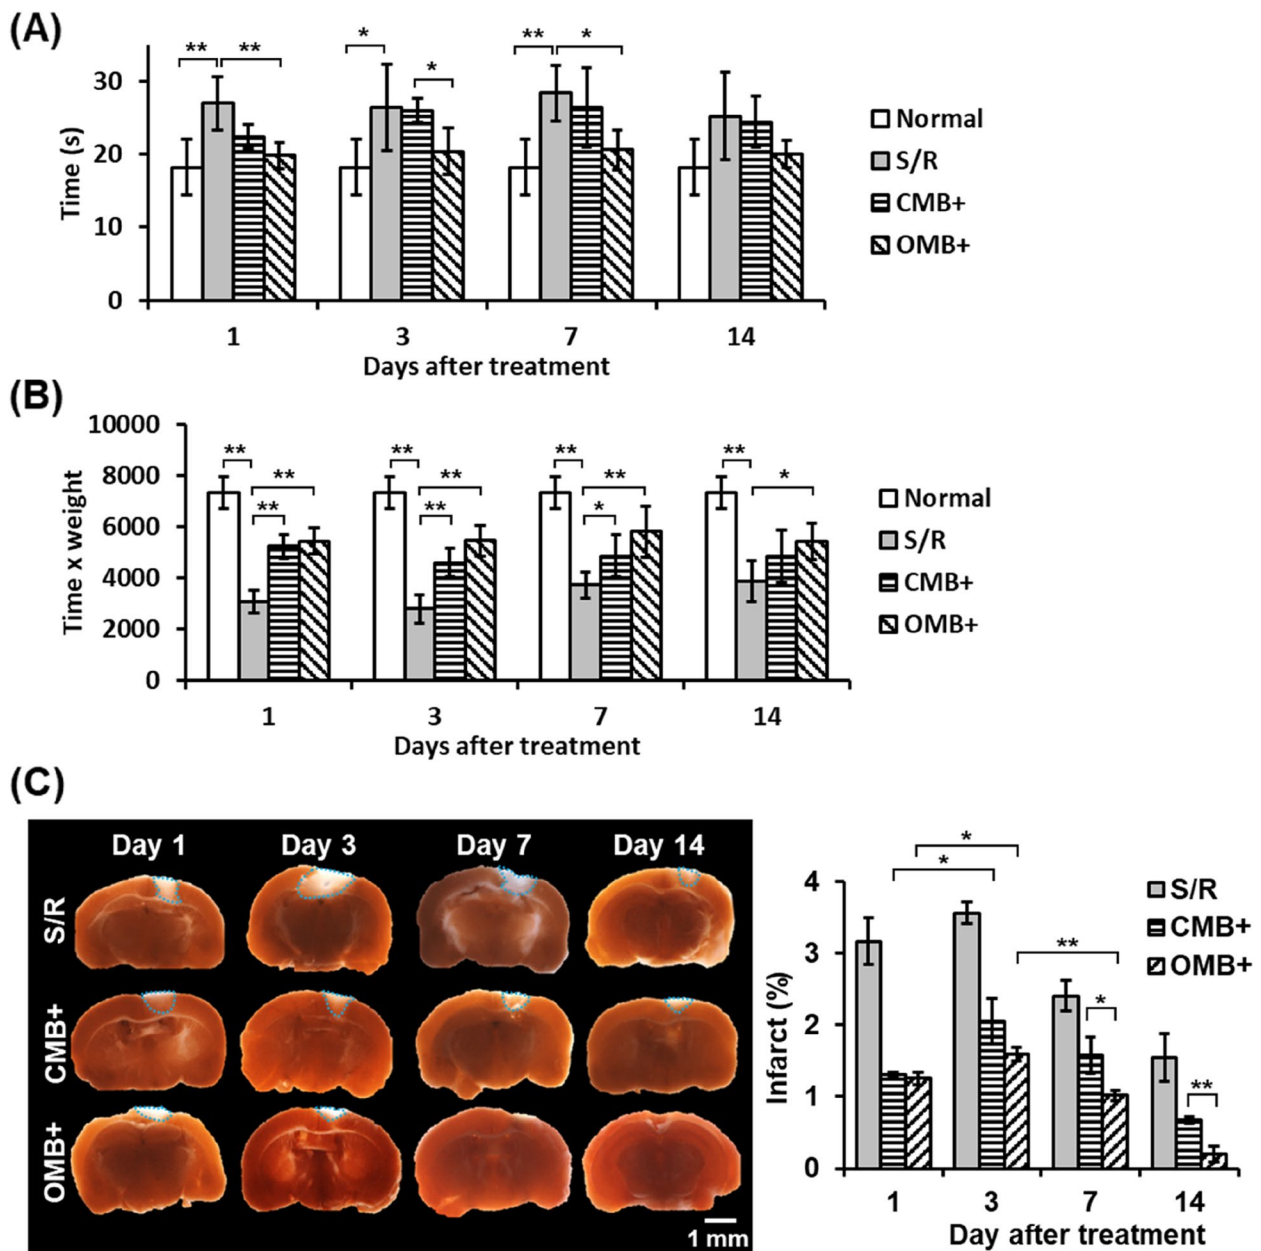 (A)
** ** * * ** *
30
20
10
0
Time (s)
1 3 7 14
Days after treatment
Normal
S/R
CMB+
OMB+
(B)
10000
8000
6000
4000
2000
0
Time x weight
** ** ** ** ** ** ** ** * ** *
1 3 7 14
Days after treatment
Normal
S/R
CMB+
OMB+
(C)
Day 1 Day 3 Day 7 Day 14
S/R
CMB+
OMB+
1 mm
* * ** * **
4
3
2
1
0
Infarct (%)
1 3 7 14
Day after treatment
S/R
CMB+
OMB+